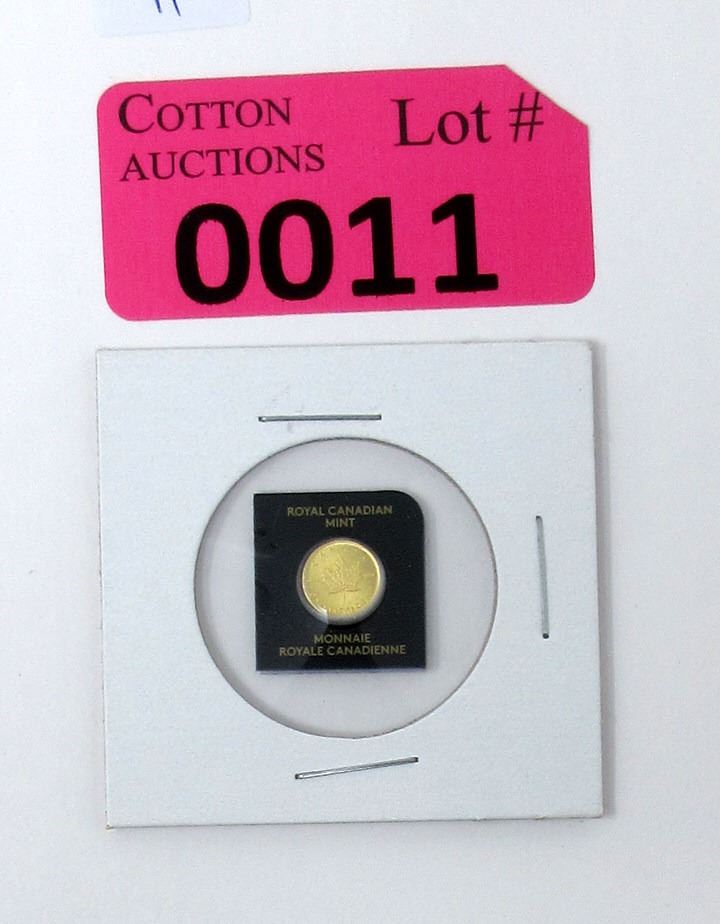 COTTON
AUCTIONS
Lot #
0011
ROYAL CANADIAN
MINT
MONNAIE
ROYALE CANADIENNE